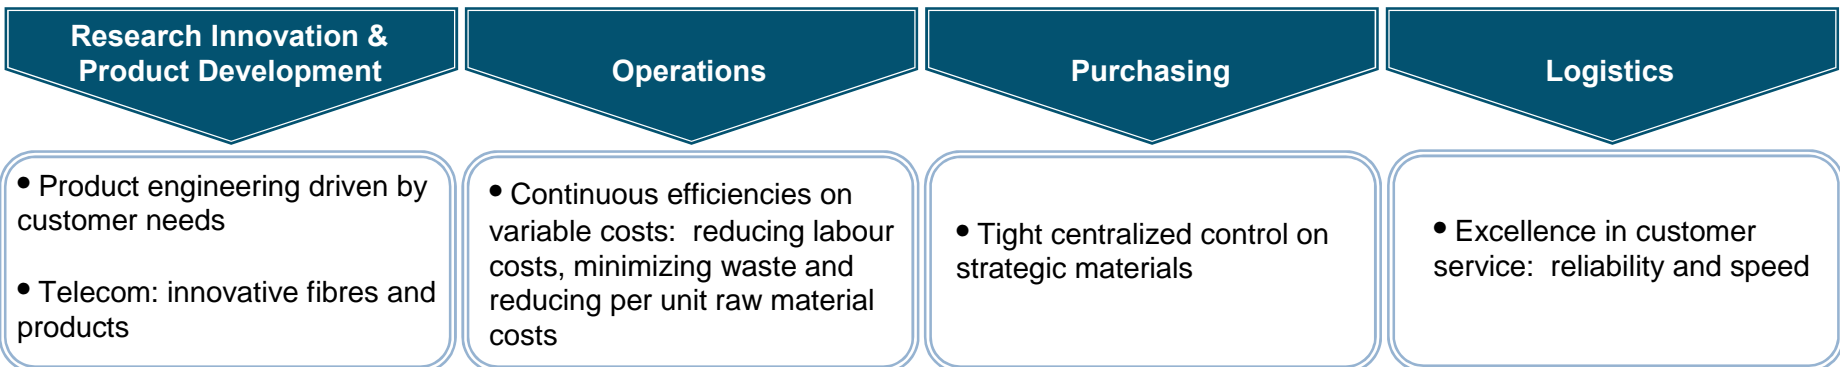 Research Innovation &
Product Development
• Product engineering driven by
customer needs
• Telecom: innovative fibres and
products
Operations
• Continuous efficiencies on
variable costs: reducing labour
costs, minimizing waste and
reducing per unit raw material
costs
Purchasing
• Tight centralized control on
strategic materials
Logistics
• Excellence in customer
service: reliability and speed